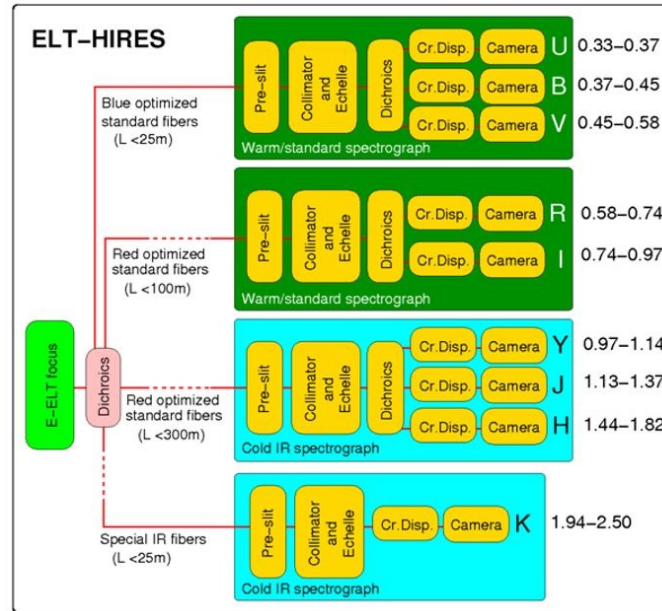 ELT-HIRES
Blue optimized
standard fibers
(L <25m)
Pre-slit
Collimator
and
Echelle
Dichroics
Cr.Disp. Camera U 0.33-0.37
Cr.Disp. Camera B 0.37-0.45
Cr.Disp. Camera V 0.45-0.58
Warm/standard spectrograph
Red optimized
standard fibers
(L <100m)
Pre-slit
Collimator
and
Echelle
Dichroics
Cr.Disp. Camera R 0.58-0.74
Cr.Disp. Camera I 0.74-0.97
Warm/standard spectrograph
E-ELT focus
Dichroics
Red optimized
standard fibers
(L <300m)
Pre-slit
Collimator
and
Echelle
Dichroics
Cr.Disp. Camera Y 0.97-1.14
Cr.Disp. Camera J 1.13-1.37
Cr.Disp. Camera H 1.44-1.82
Cold IR spectrograph
Special IR fibers
(L <25m)
Pre-slit
Collimator
and
Echelle
Cr.Disp. Camera K 1.94-2.50
Cold IR spectrograph